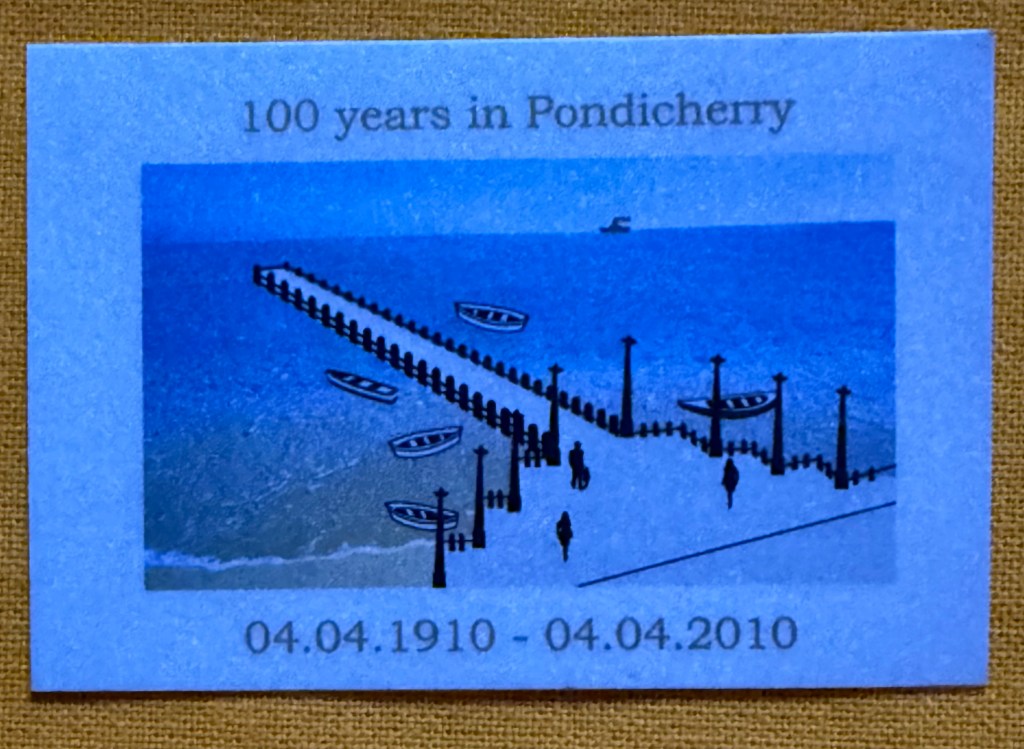 100 years in Pondicherry
04.04.1910 - 04.04.2010